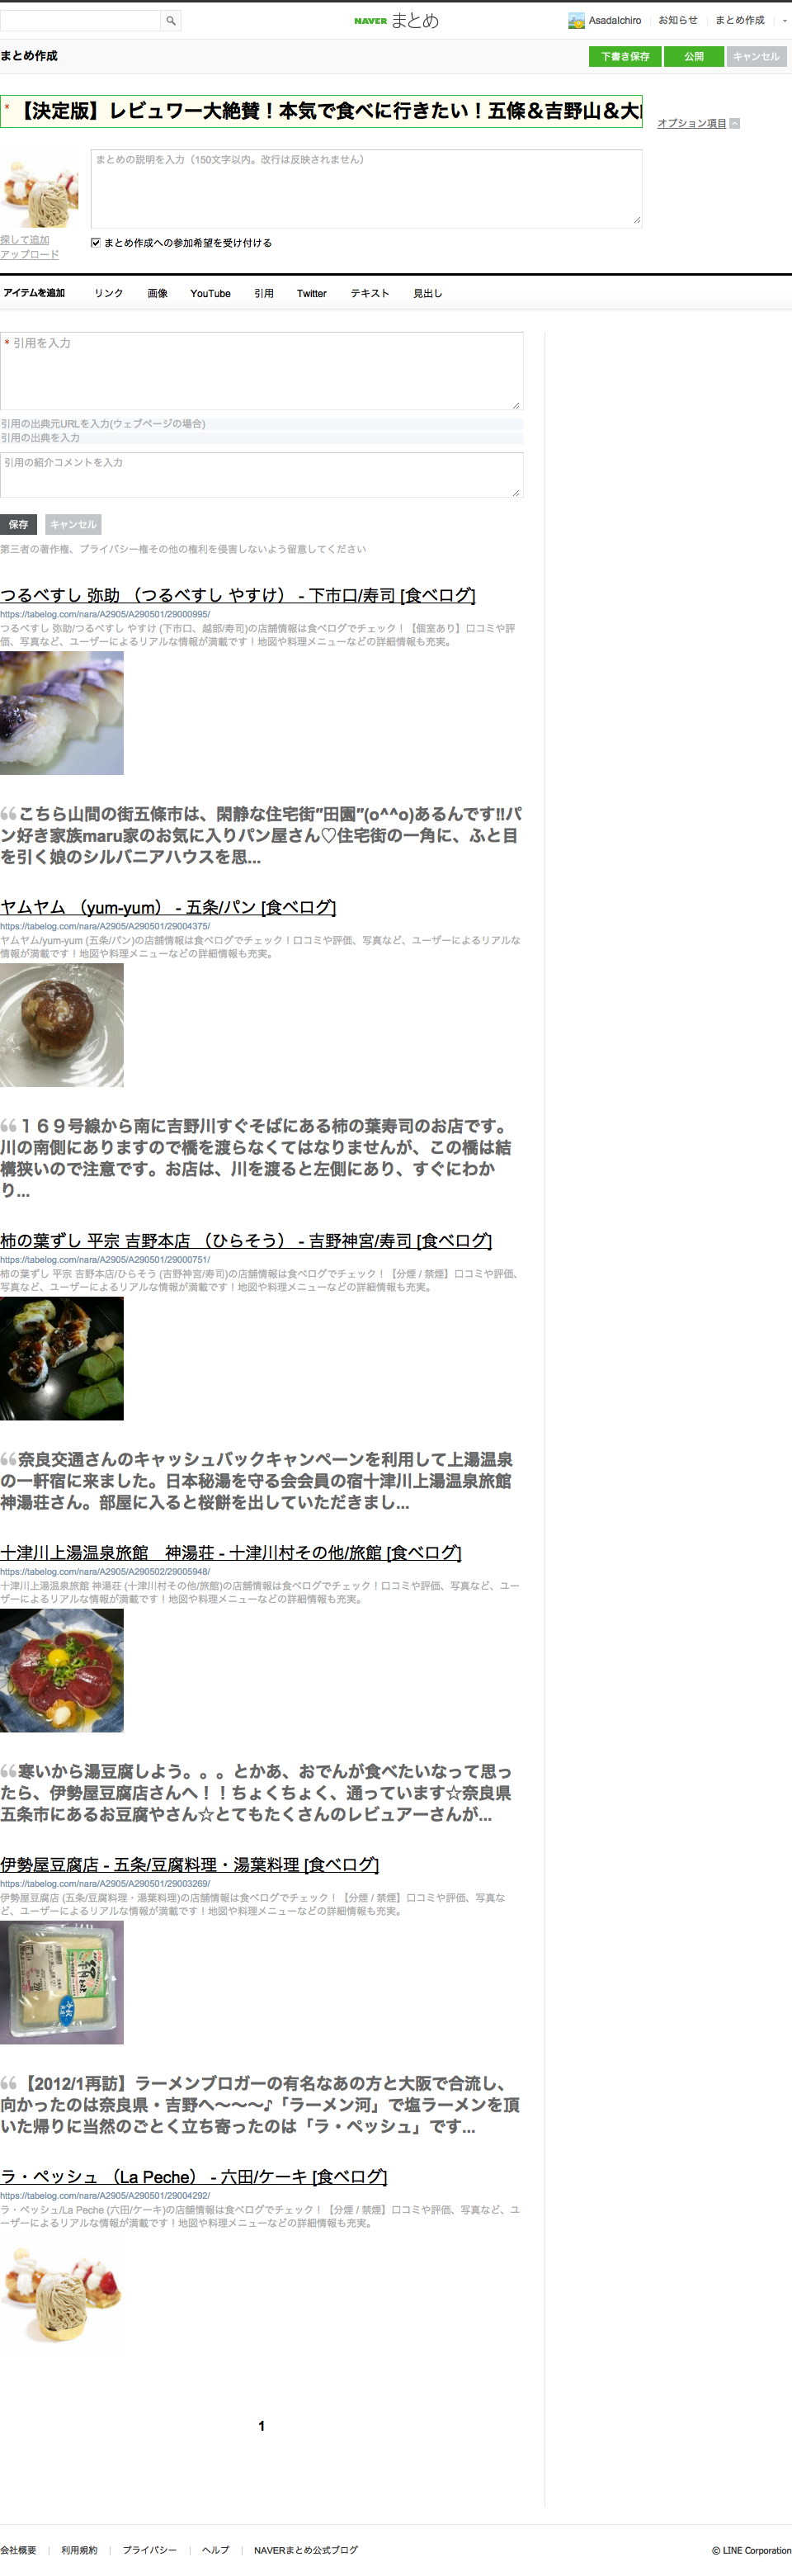 NAVER まとめ
AsadaIchiro
お知らせ
まとめ作成
まとめ作成
下書き保存
公開
キャンセル
* 【決定版】レビュワー大絶賛！本気で食べに行きたい！五條＆吉野山＆大
オプション項目
まとめの説明を入力（150文字以内。改行は反映されません）
探して追加
アップロード
まとめ作成への参加希望を受け付ける
アイテムを追加
リンク
画像
YouTube
引用
Twitter
テキスト
見出し
* 引用を入力
引用の出典元URLを入力(ウェブページの場合)
引用の出典を入力
引用の紹介コメントを入力
保存
キャンセル
第三者の著作権、プライバシー権その他の権利を侵害しないよう留意してください
つるべすし 弥助 （つるべすし やすけ） - 下市口/寿司 [食べログ]
https://tabelog.com/nara/A2905/A290501/29000995/
つるべすし 弥助/つるべすし やすけ (下市口、越部/寿司)の店舗情報は食べログでチェック！【個室あり】口コミや評
価、写真など、ユーザーによるリアルな情報が満載です！地図や料理メニューなどの詳細情報も充実。
“こちら山間の街五條市は、閑静な住宅街”田園”(o^^o)あるんです!!パ
ン好き家族maru家のお気に入りパン屋さん♡住宅街の一角に、ふと目
を引く娘のシルバニアハウスを思...
ヤムヤム （yum-yum） - 五条/パン [食べログ]
https://tabelog.com/nara/A2905/A290501/29004375/
ヤムヤム/yum-yum (五条/パン)の店舗情報は食べログでチェック！口コミや評価、写真など、ユーザーによるリアルな
情報が満載です！地図や料理メニューなどの詳細情報も充実。
“１６９号線から南に吉野川すぐそばにある柿の葉寿司のお店です。
川の南側にありますので橋を渡らなくてはなりませんが、この橋は結
構狭いので注意です。お店は、川を渡ると左側にあり、すぐにわか
り...
柿の葉ずし 平宗 吉野本店 （ひらそう） - 吉野神宮/寿司 [食べログ]
https://tabelog.com/nara/A2905/A290501/29000751/
柿の葉ずし 平宗 吉野本店/ひらそう (吉野神宮/寿司)の店舗情報は食べログでチェック！【分煙 / 禁煙】口コミや評価、
写真など、ユーザーによるリアルな情報が満載です！地図や料理メニューなどの詳細情報も充実。
“奈良交通さんのキャッシュバックキャンペーンを利用して上湯温泉
の一軒宿に来ました。日本秘湯を守る会会員の宿十津川上湯温泉旅館
神湯荘さん。部屋に入ると桜餅を出していただきまし...
十津川上湯温泉旅館　神湯荘 - 十津川村その他/旅館 [食べログ]
https://tabelog.com/nara/A2905/A290502/29005948/
十津川上湯温泉旅館 神湯荘 (十津川村その他/旅館)の店舗情報は食べログでチェック！口コミや評価、写真など、ユー
ザーによるリアルな情報が満載です！地図や料理メニューなどの詳細情報も充実。
“寒いから湯豆腐しよう。。。とかあ、おでんが食べたいなって思っ
たら、伊勢屋豆腐店さんへ！！ちょくちょく、通っています☆奈良県
五条市にあるお豆腐やさん☆とてもたくさんのレビュアーさんが...
伊勢屋豆腐店 - 五条/豆腐料理・湯葉料理 [食べログ]
https://tabelog.com/nara/A2905/A290501/29003269/
伊勢屋豆腐店 (五条/豆腐料理・湯葉料理)の店舗情報は食べログでチェック！【分煙 / 禁煙】口コミや評価、写真な
ど、ユーザーによるリアルな情報が満載です！地図や料理メニューなどの詳細情報も充実。
“【2012/1再訪】ラーメンブロガーの有名なあの方と大阪で合流し、
向かったのは奈良県・吉野へ〜〜〜♪「ラーメン河」で塩ラーメンを頂
いた帰りに当然のごとく立ち寄ったのは「ラ・ペッシュ」です...
ラ・ペッシュ （La Peche） - 六田/ケーキ [食べログ]
https://tabelog.com/nara/A2905/A290501/29004292/
ラ・ペッシュ/La Peche (六田/ケーキ)の店舗情報は食べログでチェック！【分煙 / 禁煙】口コミや評価、写真など、ユ
ーザーによるリアルな情報が満載です！地図や料理メニューなどの詳細情報も充実。
1
会社概要
利用規約
プライバシー
ヘルプ
NAVERまとめ公式ブログ
© LINE Corporation